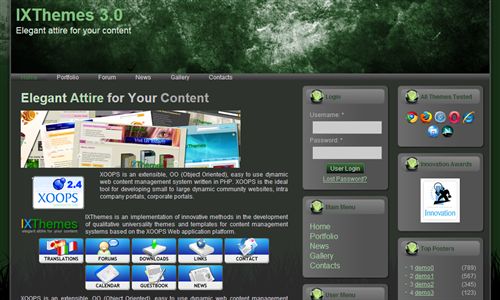 IXThemes 3.0
Elegant attire for your content
Home Portfolio Forum News Gallery Contacts
Elegant Attire for Your Content
XOOPS 2.4
XOOPS is an extensible, OO (Object Oriented), easy to use dynamic
web content management system written in PHP. XOOPS is the ideal
tool for developing small to large dynamic community websites, intra
company portals, corporate portals.
IXThemes
elegant attire for your content
IXThemes is an implementation of innovative methods in the development
of qualitative universally themes and templates for content management
systems based on the XOOPS Web application platform.
TRANSLATIONS FORUMS DOWNLOADS LINKS CONTACT
CALENDAR GUESTBOOK NEWS
XOOPS is an extensible, OO (Object Oriented), easy to use dynamic web content management
Login
Username: *
Password: *
User Login
Lost Password?
Main Menu
Home
Portfolio
News
Gallery
Contacts
User Menu
All Themes Tested
Innovation Awards
Innovation
Top Posters
1 demo0 (789)
2 demo1
3 demo2 (123)